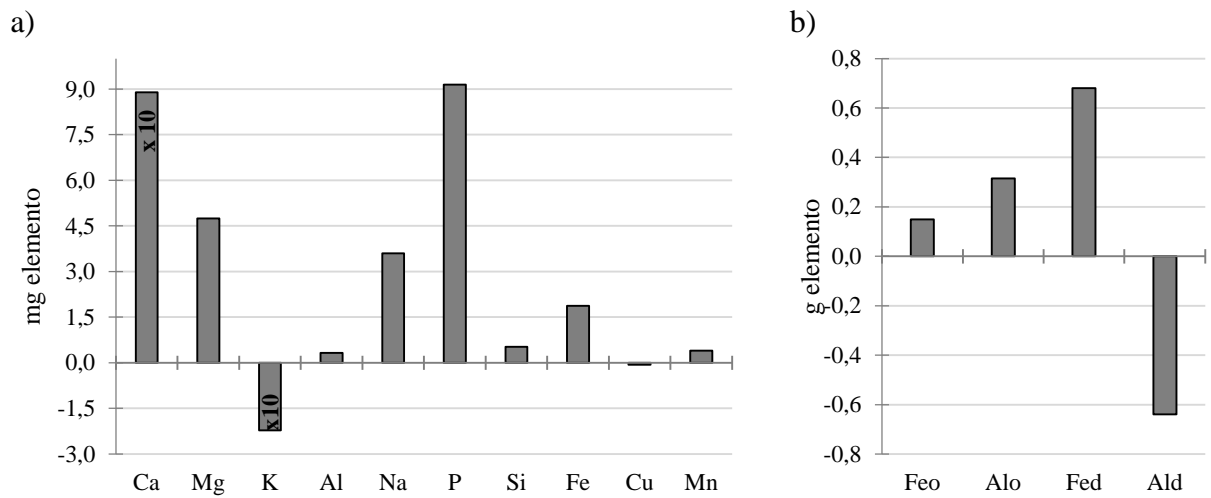 a)
mg elemento
9,0
7,5
6,0
4,5
3,0
1,5
0,0
-1,5
-3,0
x 10
x10
Ca Mg K Al Na P Si Fe Cu Mn
b)
g elemento
0,8
0,6
0,4
0,2
0,0
-0,2
-0,4
-0,6
-0,8
Feo Alo Fed Ald